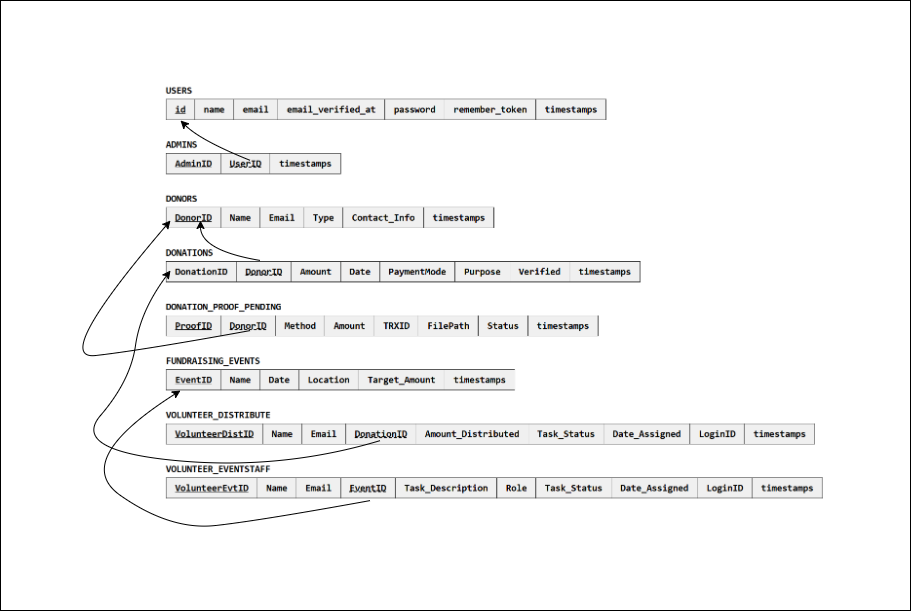 USERS
id name email email_verified_at password remember_token timestamps
ADMINS
AdminID UserID timestamps
DONORS
DonorID Name Email Type Contact_Info timestamps
DONATIONS
DonationID DonorID Amount Date PaymentMode Purpose Verified timestamps
DONATION_PROOF_PENDING
ProofID DonorID Method Amount TRXID FilePath Status timestamps
FUNDRAISING_EVENTS
EventID Name Date Location Target_Amount timestamps
VOLUNTEER_DISTRIBUTE
VolunteerDistID Name Email DonationID Amount_Distributed Task_Status Date_Assigned LoginID timestamps
VOLUNTEER_EVENTSTAFF
VolunteerEvtID Name Email EventID Task_Description Role Task_Status Date_Assigned LoginID timestamps